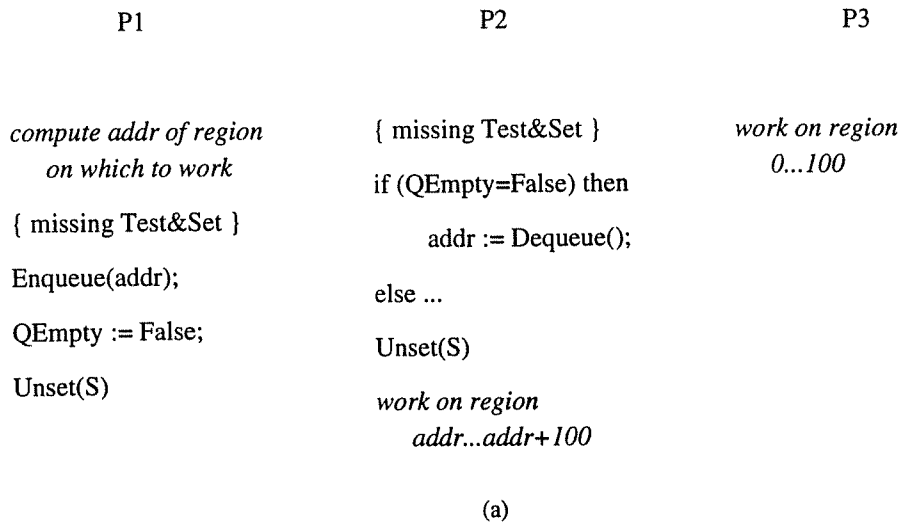 P1
compute addr of region
on which to work
{ missing Test&Set }
Enqueue(addr);
QEmpty := False;
Unset(S)
P2
{ missing Test&Set }
if (QEmpty=False) then
addr := Dequeue();
else ...
Unset(S)
work on region
addr...addr+100
P3
work on region
0...100
(a)